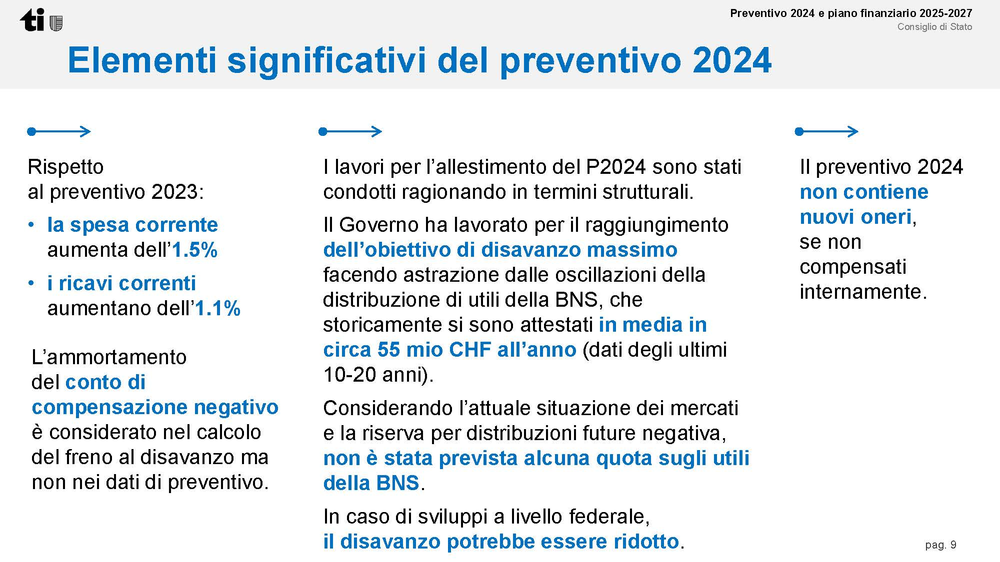 ti
Preventivo 2024 e piano finanziario 2025-2027
Consiglio di Stato
Elementi significativi del preventivo 2024
Rispetto
al preventivo 2023:
• la spesa corrente
aumenta dell’1.5%
• i ricavi correnti
aumentano dell’1.1%
L’ammortamento
del conto di
compensazione negativo
è considerato nel calcolo
del freno al disavanzo ma
non nei dati di preventivo.
I lavori per l’allestimento del P2024 sono stati
condotti ragionando in termini strutturali.
Il Governo ha lavorato per il raggiungimento
dell’obiettivo di disavanzo massimo
facendo astrazione dalle oscillazioni della
distribuzione di utili della BNS, che
storicamente si sono attestati in media in
circa 55 mio CHF all’anno (dati degli ultimi
10-20 anni).
Considerando l’attuale situazione dei mercati
e la riserva per distribuzioni future negativa,
non è stata prevista alcuna quota sugli utili
della BNS.
In caso di sviluppi a livello federale,
il disavanzo potrebbe essere ridotto.
Il preventivo 2024
non contiene
nuovi oneri,
se non
compensati
internamente.
pag. 9